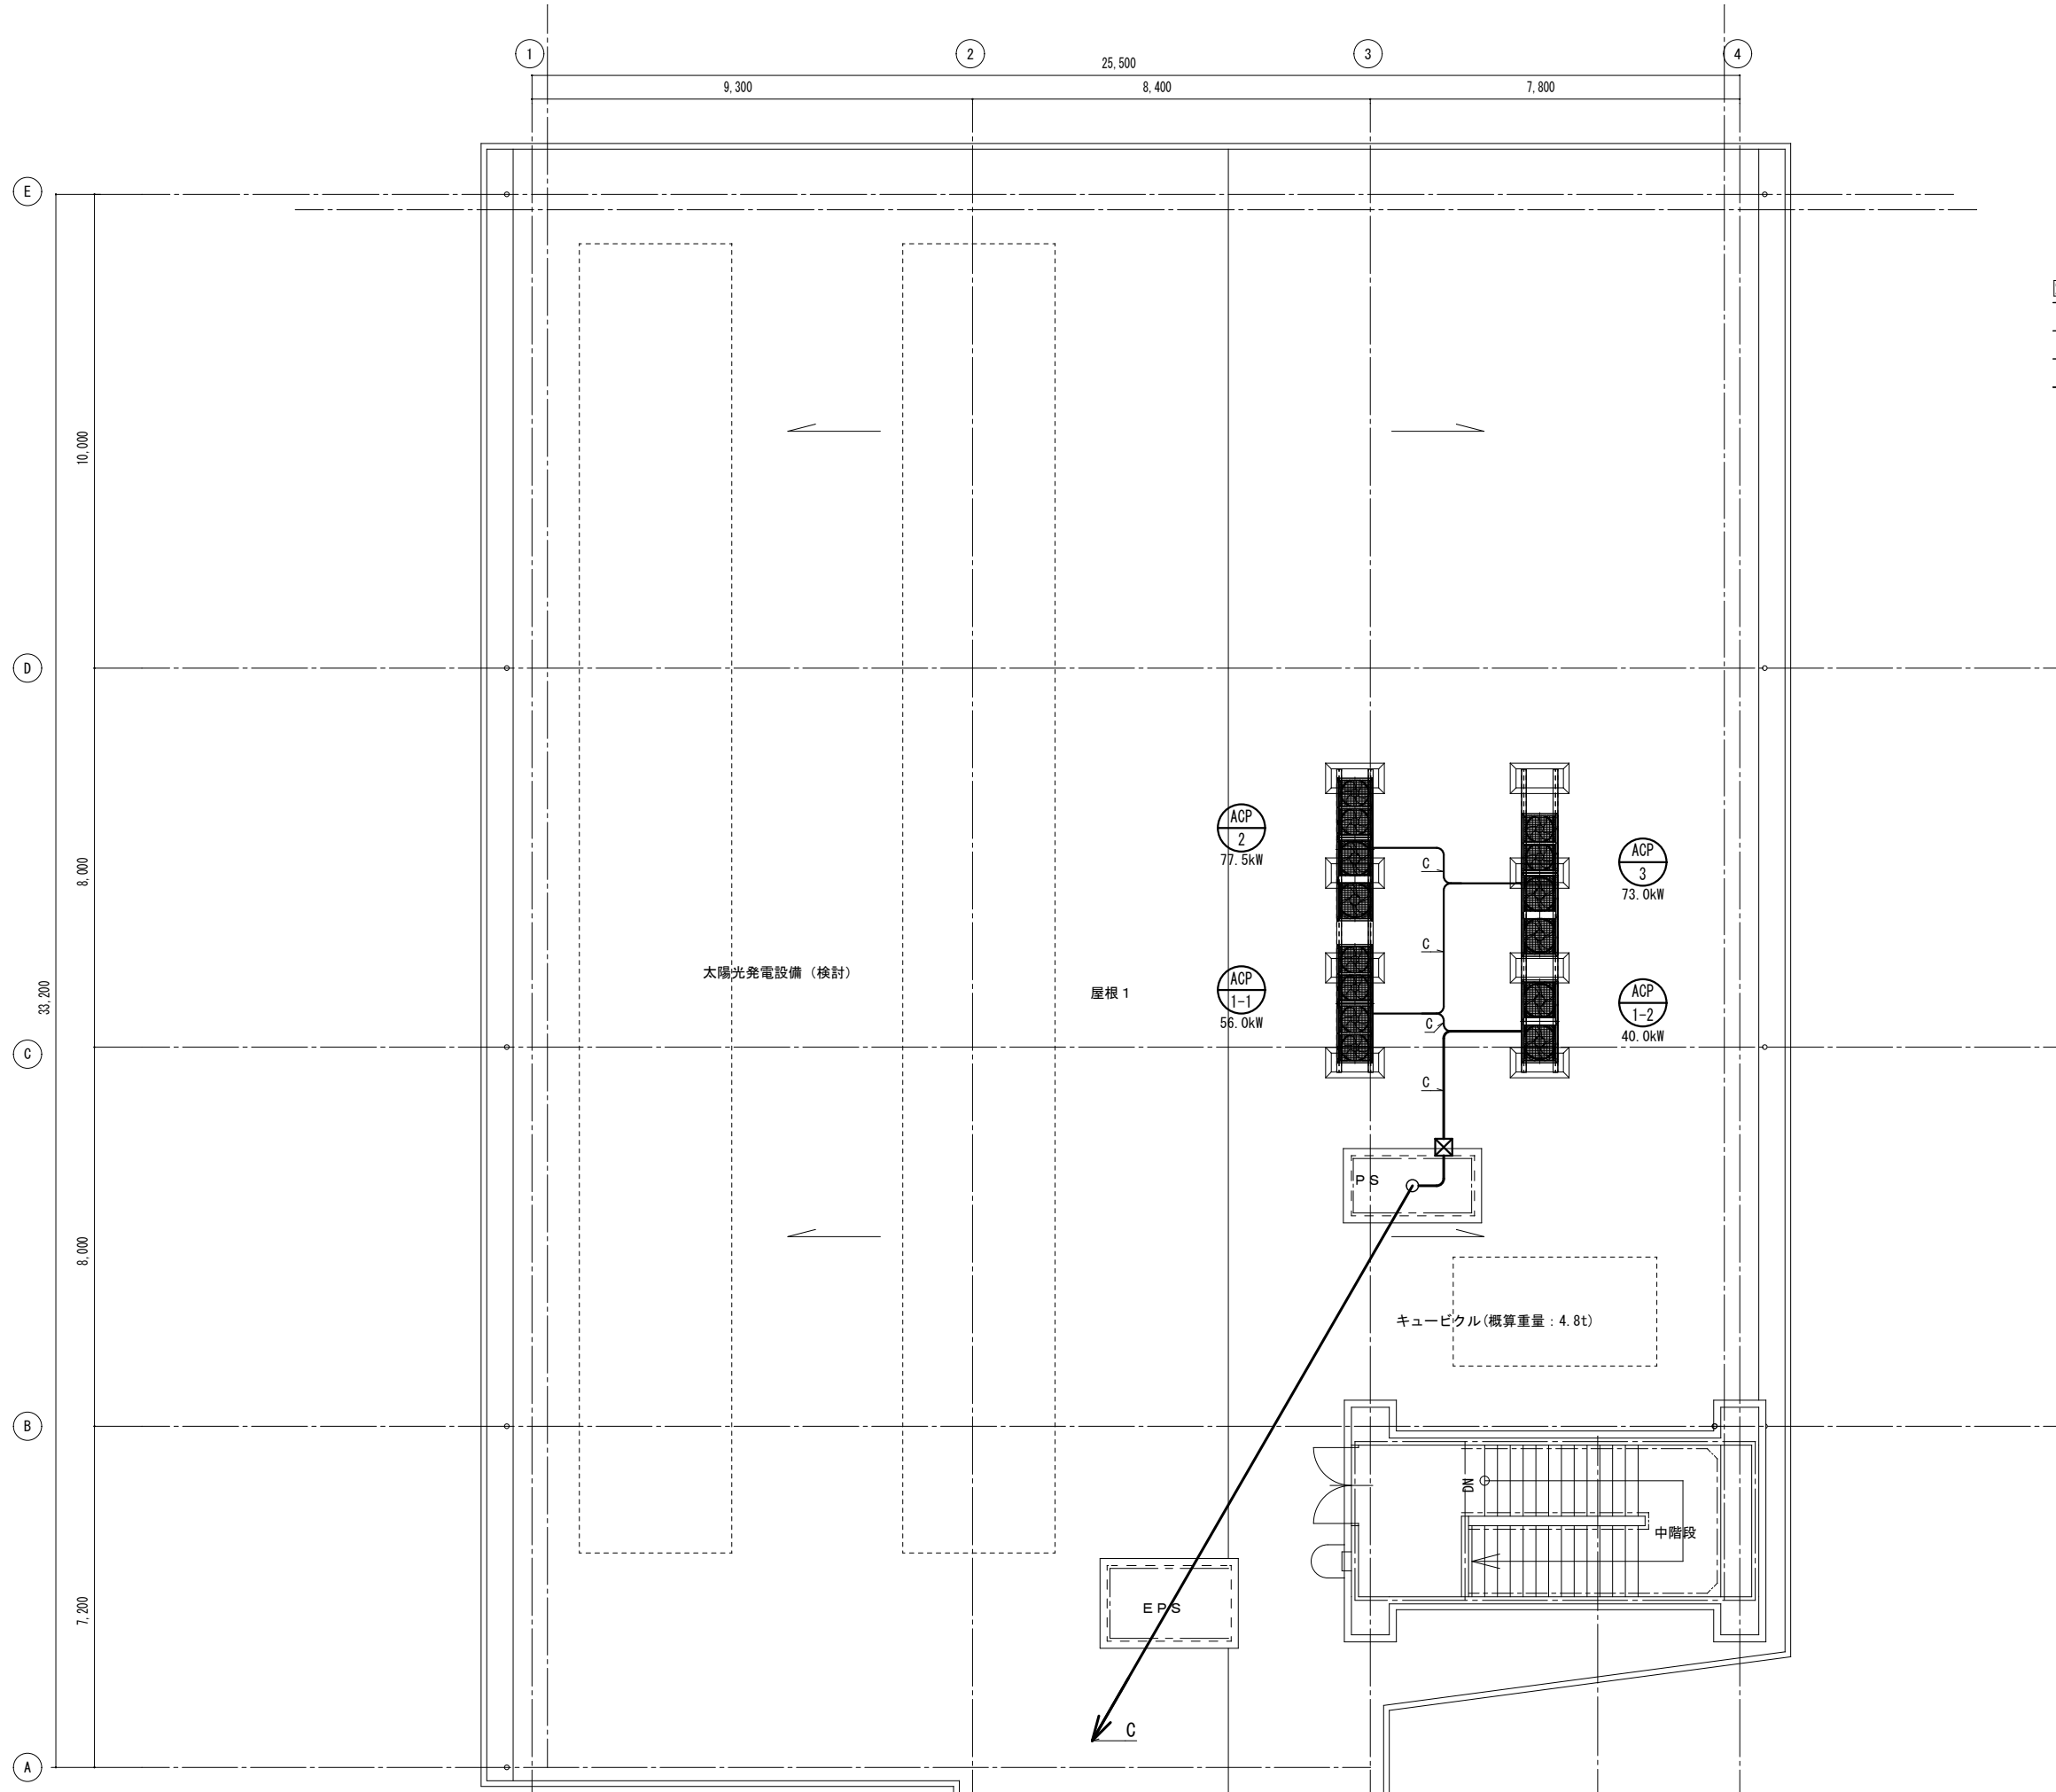 1
2
3
4
25,500
9,300
8,400
7,800
E
10,000
D
8,000
33,200
C
8,000
B
7,200
A
ACP
2
77.5kW
ACP
3
73.0kW
C
C
ACP
1-1
56.0kW
ACP
1-2
40.0kW
C
C
太陽光発電設備（検討）
屋根１
ＰＳ
キュービクル(概算重量：4.8t)
DN
中階段
ＥＰＳ
C